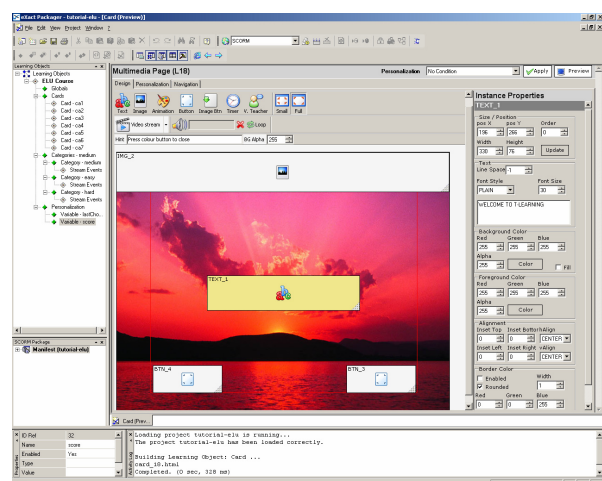 eXact Packager - tutorial-elu - [Card (Preview)]
File Edit View Project Window ?
SCORM
Learning Objects
Learning Objects
ELU Course
Globals
Cards
Card - ca1
Card - ca2
Card - ca3
Card - ca4
Card - ca5
Card - ca6
Card - ca7
Categories - medium
Category - medium
Stream Events
Category - easy
Stream Events
Category - hard
Stream Events
Personalization
Variable - lastCho...
Variable - score
SCORM Package
Manifest (tutorial-elu)
Multimedia Page (L18)
Personalization No Condition Apply Preview
Design Personalization Navigation
Text Image Animation Button Image Btn Timer V. Teacher Small Full
Video stream Loop
Hint Press colour button to close BG Alpha 255
IMG_2
TEXT_1
BTN_4
BTN_3
Card (Prev...
Instance Properties
TEXT_1
Size / Position
pos X pos Y Order
196 266 0
Width Height
330 76 Update
Text
Line Space -1
Font Style Font Size
PLAIN 30
WELCOME TO T-LEARNING
Background Color
Red Green Blue
255 255 255
Alpha
255 Color Fill
Foreground Color
Red Green Blue
255 255 255
Alpha
255 Color
Alignment
Inset Top Inset Bottom hAlign
0 0 CENTER
Inset Left Inset Right vAlign
0 0 CENTER
Border Color
Enabled Width
Rounded 1
Red Green Blue
0 0 255
Properties
ID Ref 32
Name score
Enabled Yes
Type
Value
Activity Log
Loading project tutorial-elu is running...
The project tutorial-elu has been loaded correctly.
Building Learning Object: Card ...
card_18.html
Completed. (0 sec, 328 ms)